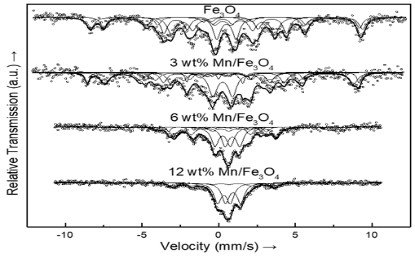 Fe3O4
3 wt% Mn/Fe3O4
6 wt% Mn/Fe3O4
12 wt% Mn/Fe3O4
Relative Transmission (a.u.) →
-10 -5 0 5 10
Velocity (mm/s) →